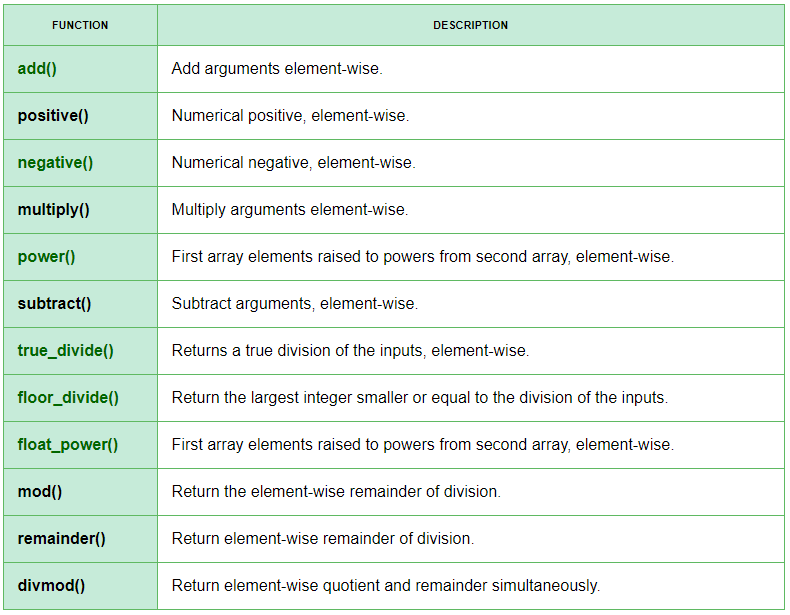 FUNCTION DESCRIPTION
add() Add arguments element-wise.
positive() Numerical positive, element-wise.
negative() Numerical negative, element-wise.
multiply() Multiply arguments element-wise.
power() First array elements raised to powers from second array, element-wise.
subtract() Subtract arguments, element-wise.
true_divide() Returns a true division of the inputs, element-wise.
floor_divide() Return the largest integer smaller or equal to the division of the inputs.
float_power() First array elements raised to powers from second array, element-wise.
mod() Return the element-wise remainder of division.
remainder() Return element-wise remainder of division.
divmod() Return element-wise quotient and remainder simultaneously.